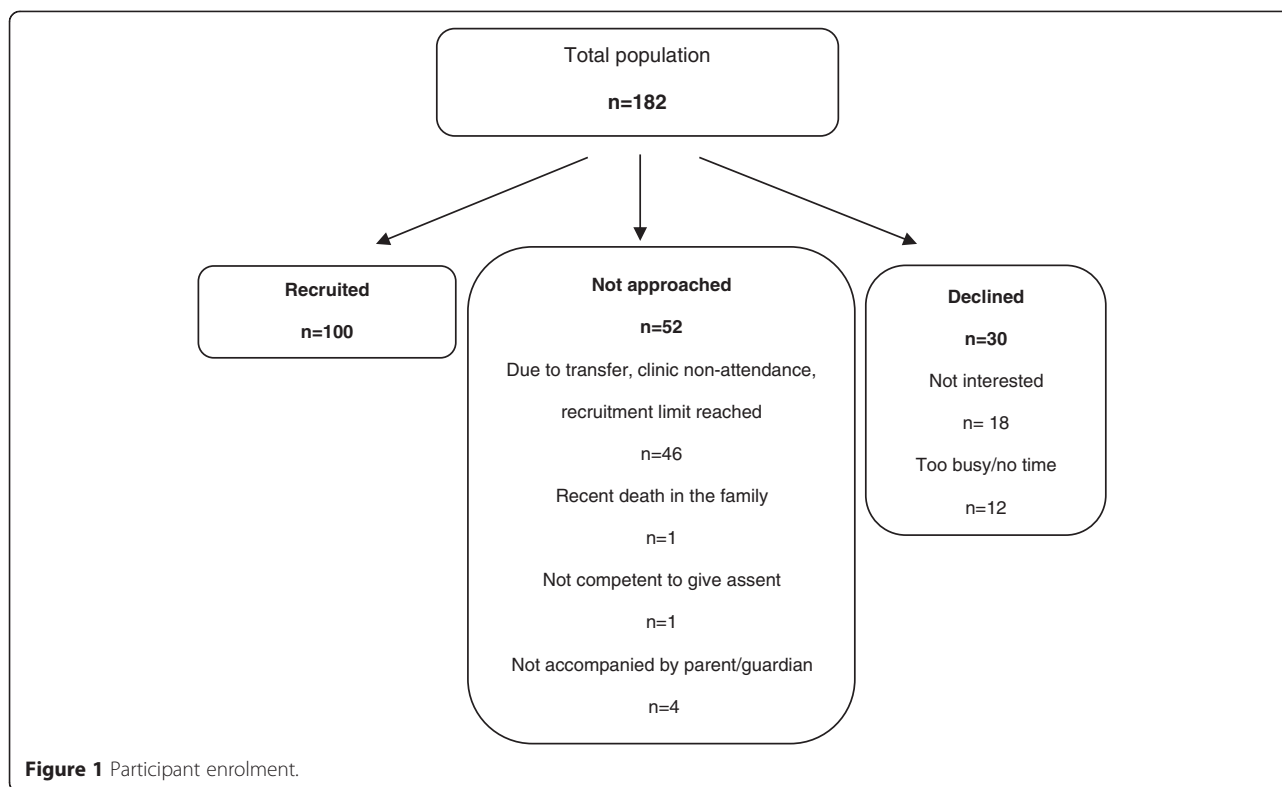 Total population
n=182
Recruited
n=100
Not approached
n=52
Due to transfer, clinic non-attendance,
recruitment limit reached
n=46
Recent death in the family
n=1
Not competent to give assent
n=1
Not accompanied by parent/guardian
n=4
Declined
n=30
Not interested
n= 18
Too busy/no time
n=12
Figure 1 Participant enrolment.